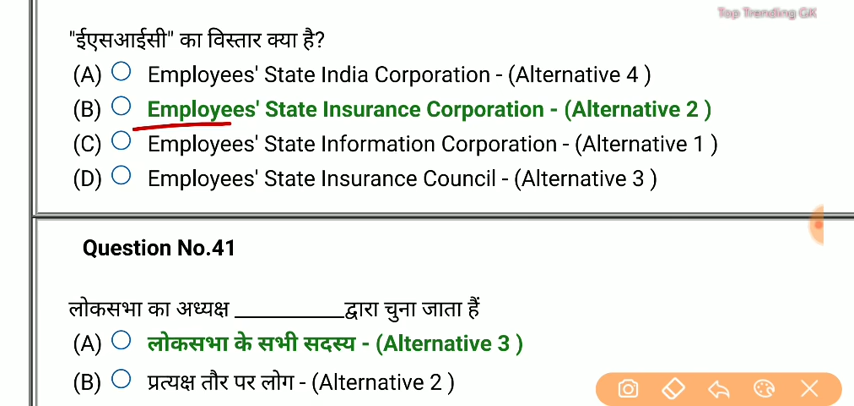 Top Trending GK
"ईएसआईसी" का विस्तार क्या है?
(A) Employees' State India Corporation - (Alternative 4 )
(B) Employees' State Insurance Corporation - (Alternative 2 )
(C) Employees' State Information Corporation - (Alternative 1 )
(D) Employees' State Insurance Council - (Alternative 3 )
Question No.41
लोकसभा का अध्यक्ष __________द्वारा चुना जाता हैं
(A) लोकसभा के सभी सदस्य - (Alternative 3 )
(B) प्रत्यक्ष तौर पर लोग - (Alternative 2 )